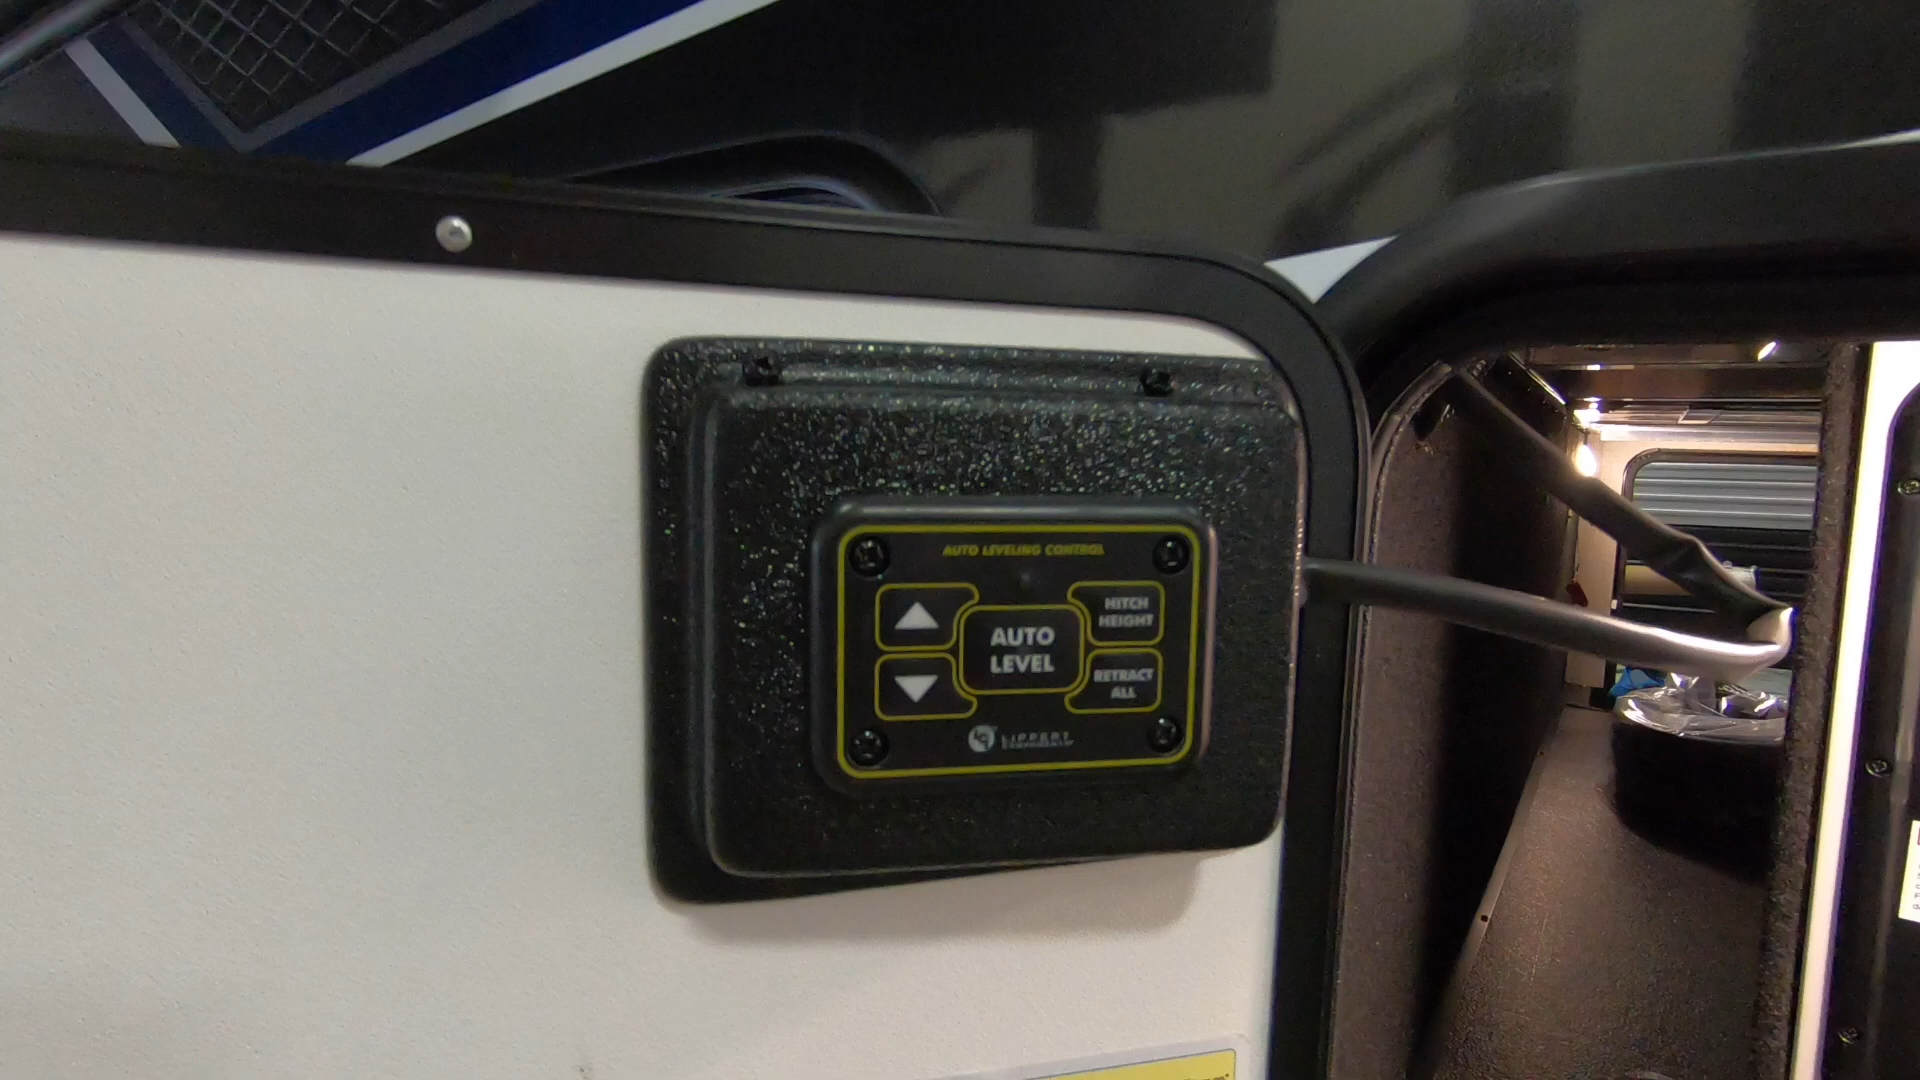 AUTO LEVELING CONTROL
HITCH
HEIGHT
AUTO
LEVEL
RETRACT
ALL
LIPPERT